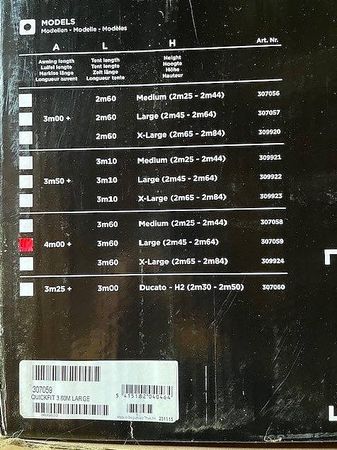 MODELS
Modellen - Modelle - Modèles
A L H Art. Nr.
Awning length Tent length Height
Luifel lengte Tent lengte Hoogte
Markise länge Zelt länge Höhe
Longueur auvent Longueur tente Hauteur
2m60 Medium (2m25 - 2m44) 307056
3m00 + 2m60 Large (2m45 - 2m64) 307057
2m60 X-Large (2m65 - 2m84) 309920
3m10 Medium (2m25 - 2m44) 309921
3m50 + 3m10 Large (2m45 - 2m64) 309922
3m10 X-Large (2m65 - 2m84) 309923
3m60 Medium (2m25 - 2m44) 307058
4m00 + 3m60 Large (2m45 - 2m64) 307059
3m60 X-Large (2m65 - 2m84) 309924
3m25 + 3m00 Ducato - H2 (2m30 - 2m50) 307060
307059
QUICKFIT 3.60M LARGE
5 415182 040464